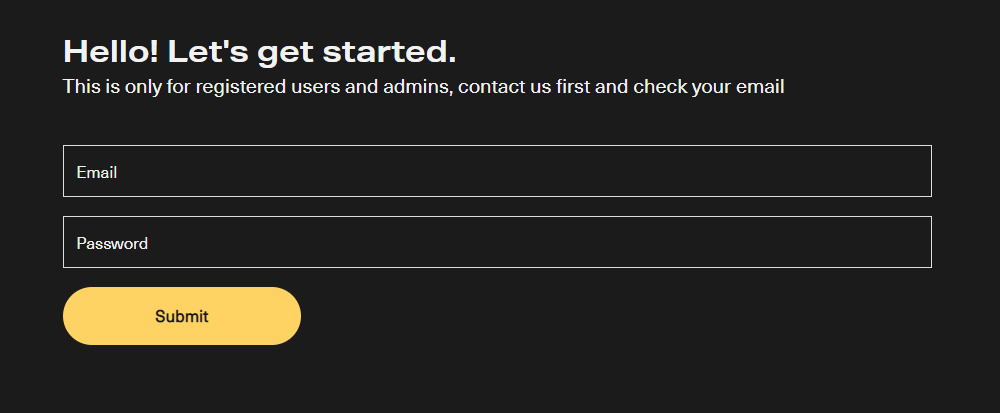 Hello! Let's get started.
This is only for registered users and admins, contact us first and check your email
Email
Password
Submit